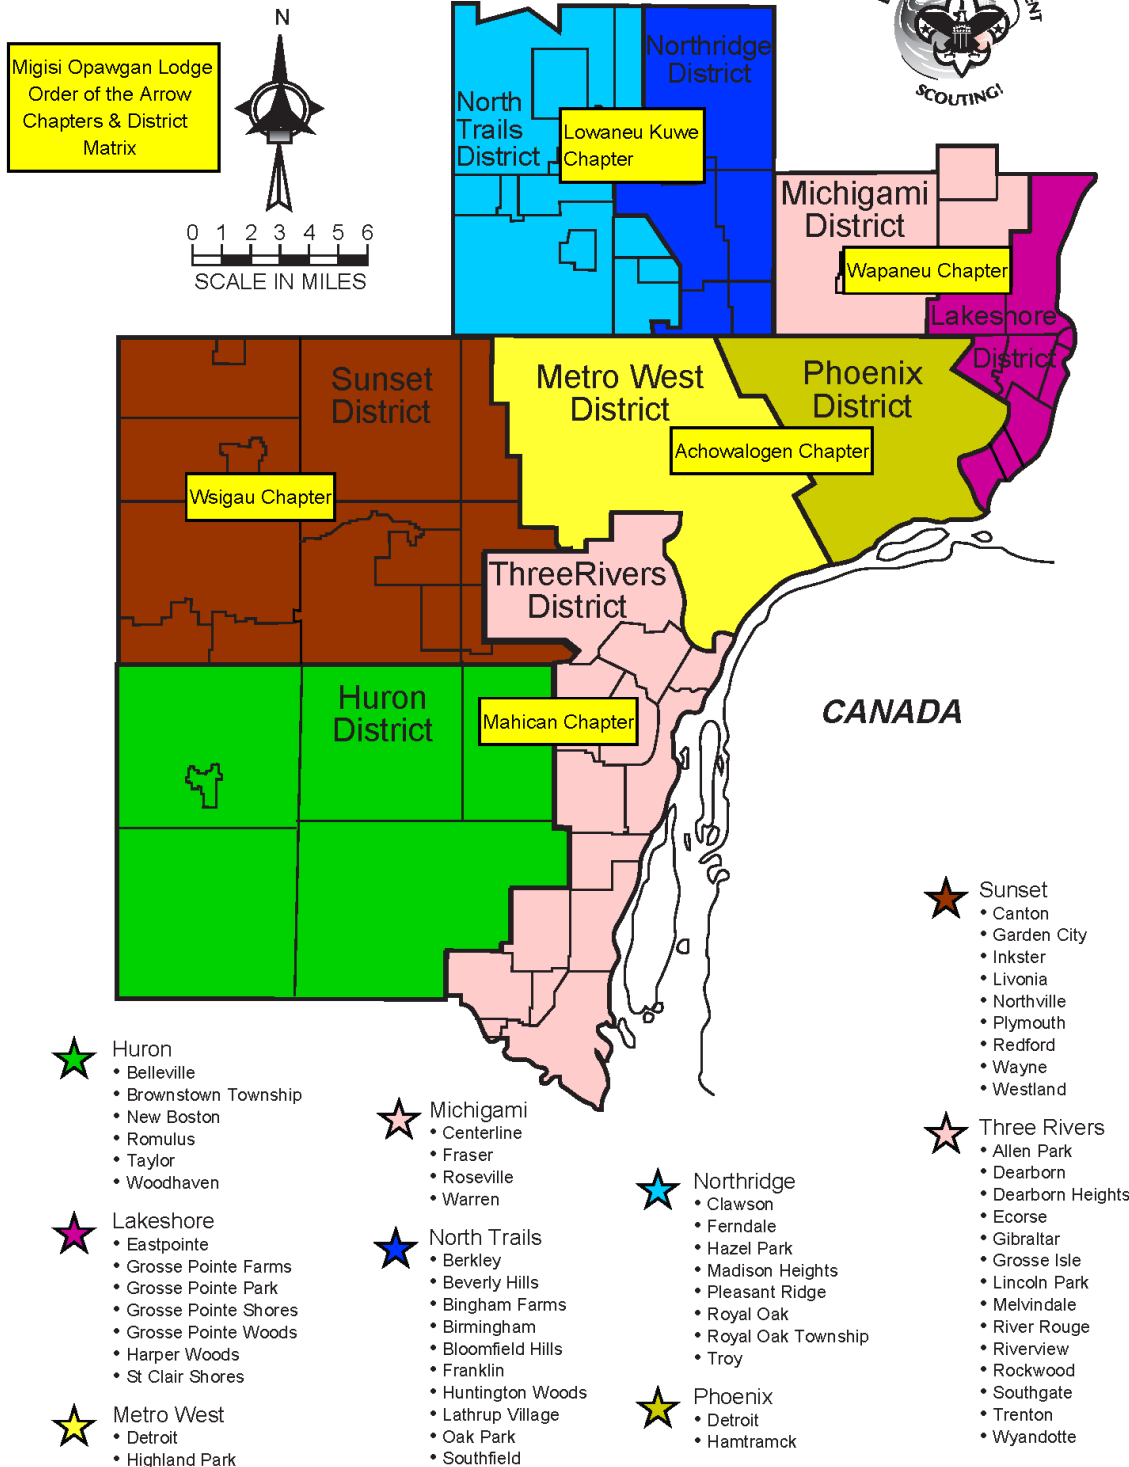 ENT
SCOUTING!
N
Migisi Opawgan Lodge
Order of the Arrow
Chapters & District
Matrix
0 1 2 3 4 5 6
SCALE IN MILES
Northridge
District
North
Trails
District
Lowaneu Kuwe
Chapter
Michigami
District
Wapaneu Chapter
Lakeshore
District
Sunset
District
Metro West
District
Phoenix
District
Achowalogen Chapter
Wsigau Chapter
ThreeRivers
District
Huron
District
Mahican Chapter
CANADA
Huron
• Belleville
• Brownstown Township
• New Boston
• Romulus
• Taylor
• Woodhaven
Lakeshore
• Eastpointe
• Grosse Pointe Farms
• Grosse Pointe Park
• Grosse Pointe Shores
• Grosse Pointe Woods
• Harper Woods
• St Clair Shores
Metro West
• Detroit
• Highland Park
Michigami
• Centerline
• Fraser
• Roseville
• Warren
North Trails
• Berkley
• Beverly Hills
• Bingham Farms
• Birmingham
• Bloomfield Hills
• Franklin
• Huntington Woods
• Lathrup Village
• Oak Park
• Southfield
Northridge
• Clawson
• Ferndale
• Hazel Park
• Madison Heights
• Pleasant Ridge
• Royal Oak
• Royal Oak Township
• Troy
Phoenix
• Detroit
• Hamtramck
Sunset
• Canton
• Garden City
• Inkster
• Livonia
• Northville
• Plymouth
• Redford
• Wayne
• Westland
Three Rivers
• Allen Park
• Dearborn
• Dearborn Heights
• Ecorse
• Gibraltar
• Grosse Isle
• Lincoln Park
• Melvindale
• River Rouge
• Riverview
• Rockwood
• Southgate
• Trenton
• Wyandotte